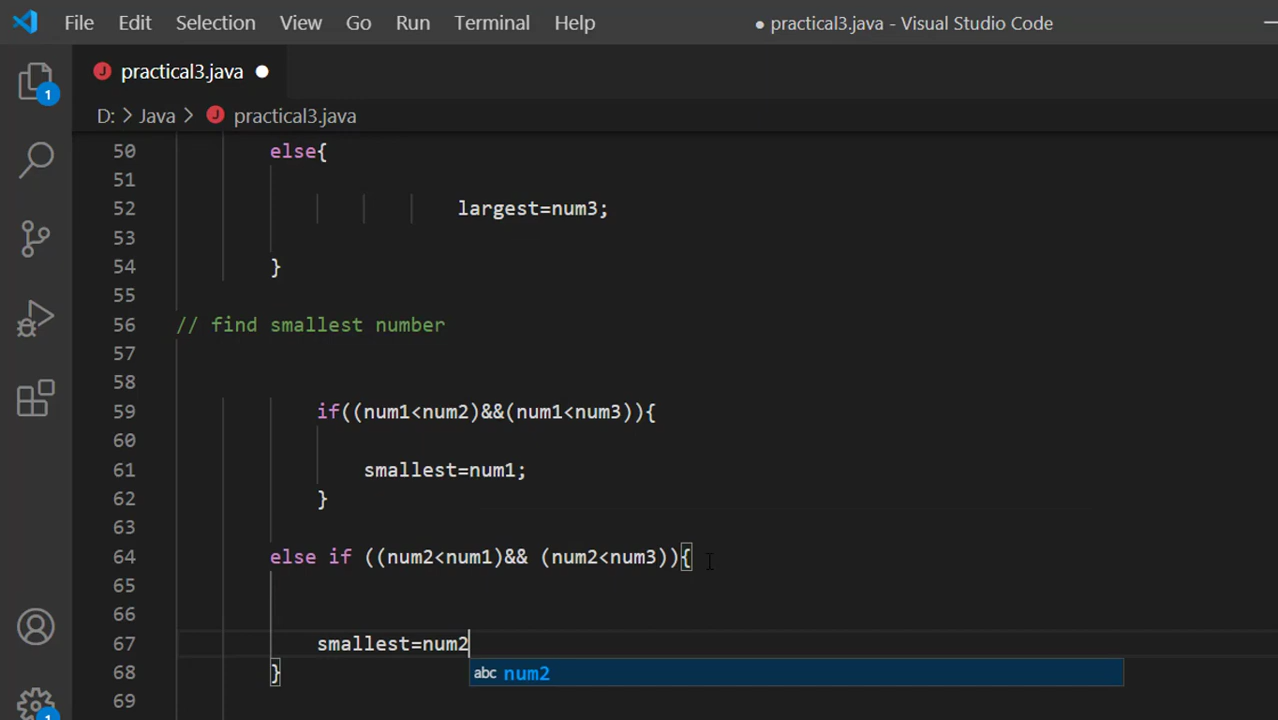 File Edit Selection View Go Run Terminal Help ● practical3.java - Visual Studio Code
1
J practical3.java ●
D: > Java > J practical3.java
50 else{
51
52 largest=num3;
53
54 }
55
56 // find smallest number
57
58
59 if((num1<num2)&&(num1<num3)){
60
61 smallest=num1;
62 }
63
64 else if ((num2<num1)&& (num2<num3)){
65
66
67 smallest=num2
68 }
abc num2
69
1